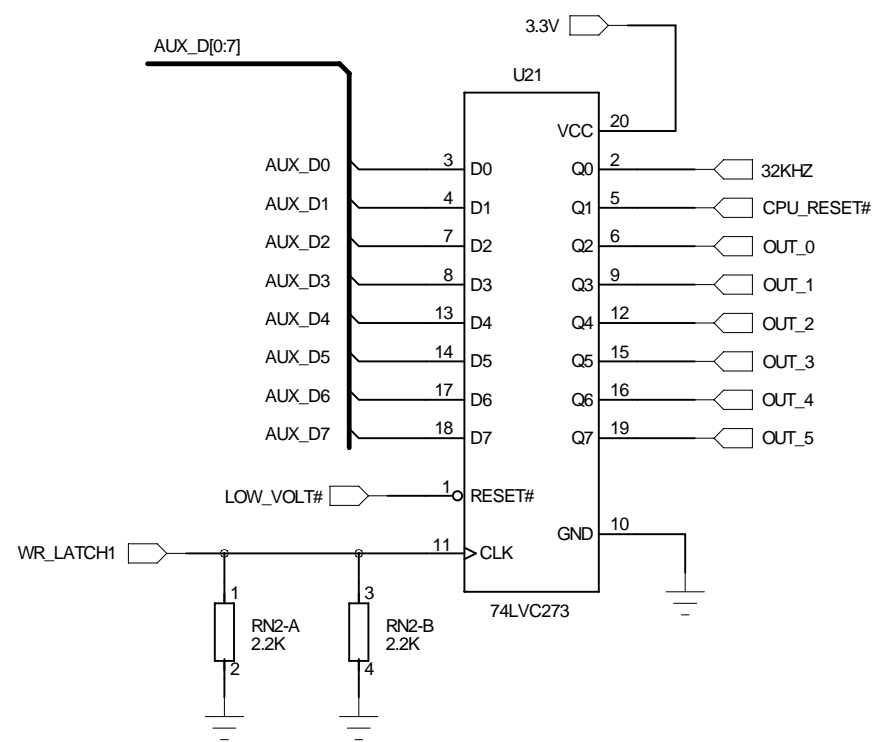 3.3V
AUX_D[0:7]
U21
VCC 20
AUX_D0 3 D0 Q0 2 32KHZ
AUX_D1 4 D1 Q1 5 CPU_RESET#
AUX_D2 7 D2 Q2 6 OUT_0
AUX_D3 8 D3 Q3 9 OUT_1
AUX_D4 13 D4 Q4 12 OUT_2
AUX_D5 14 D5 Q5 15 OUT_3
AUX_D6 17 D6 Q6 16 OUT_4
AUX_D7 18 D7 Q7 19 OUT_5
LOW_VOLT# 1 RESET#
GND 10
WR_LATCH1 11 CLK
74LVC273
1 3
RN2-A RN2-B
2.2K 2.2K
2 4